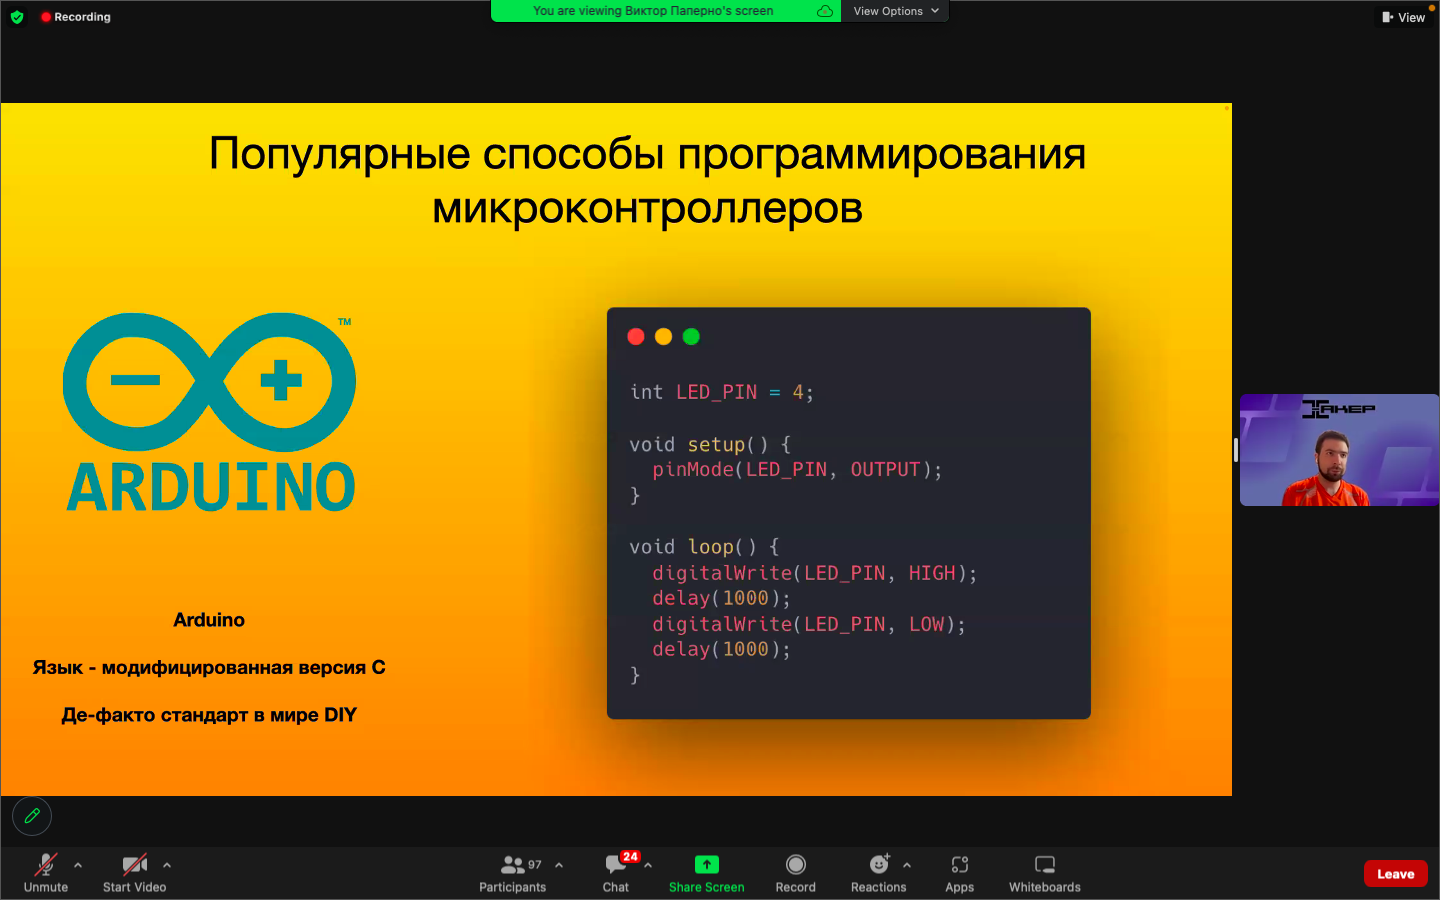 Recording
You are viewing Виктор Паперно's screen
View Options
View
Популярные способы программирования
микроконтроллеров
TM
ARDUINO
Arduino
Язык - модифицированная версия C
Де-факто стандарт в мире DIY
int LED_PIN = 4;
void setup() {
pinMode(LED_PIN, OUTPUT);
}
void loop() {
digitalWrite(LED_PIN, HIGH);
delay(1000);
digitalWrite(LED_PIN, LOW);
delay(1000);
}
ХАКЕР
Unmute
Start Video
97
Participants
24
Chat
Share Screen
Record
Reactions
Apps
Whiteboards
Leave